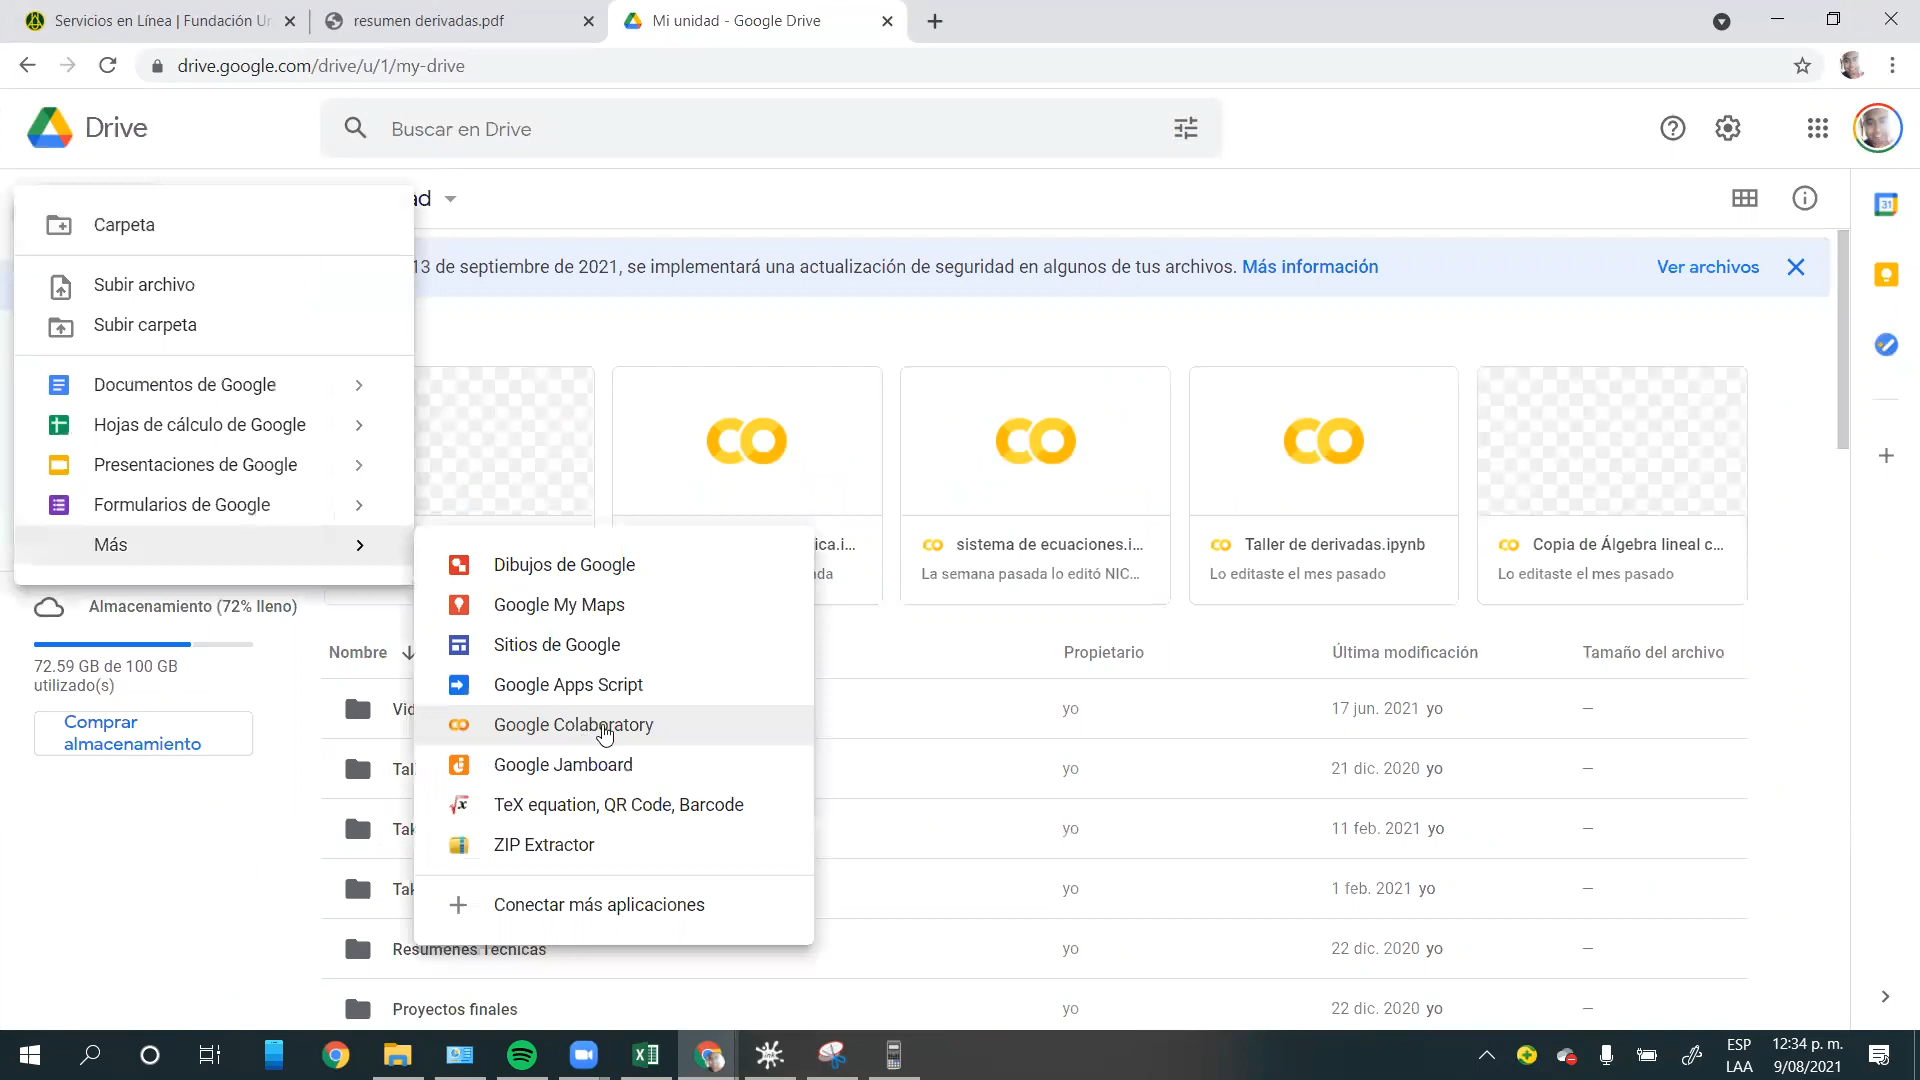 Servicios en Línea | Fundación Un
resumen derivadas.pdf
Mi unidad - Google Drive
drive.google.com/drive/u/1/my-drive
Drive
Buscar en Drive
ad
13 de septiembre de 2021, se implementará una actualización de seguridad en algunos de tus archivos. Más información
Ver archivos
31
Carpeta
Subir archivo
Subir carpeta
Documentos de Google
Hojas de cálculo de Google
Presentaciones de Google
Formularios de Google
Más
Dibujos de Google
Google My Maps
Sitios de Google
Google Apps Script
Google Colaboratory
Google Jamboard
TeX equation, QR Code, Barcode
ZIP Extractor
Conectar más aplicaciones
ica.i...
ada
sistema de ecuaciones.i...
La semana pasada lo editó NIC...
Taller de derivadas.ipynb
Lo editaste el mes pasado
Copia de Álgebra lineal c...
Lo editaste el mes pasado
Almacenamiento (72% lleno)
72.59 GB de 100 GB
utilizado(s)
Comprar
almacenamiento
Nombre
Propietario
Última modificación
Tamaño del archivo
Vid
yo
17 jun. 2021 yo
—
Tal
yo
21 dic. 2020 yo
—
Tak
yo
11 feb. 2021 yo
—
Tak
yo
1 feb. 2021 yo
—
Resúmenes Técnicas
yo
22 dic. 2020 yo
—
Proyectos finales
yo
22 dic. 2020 yo
—
ESP
LAA
12:34 p. m.
9/08/2021